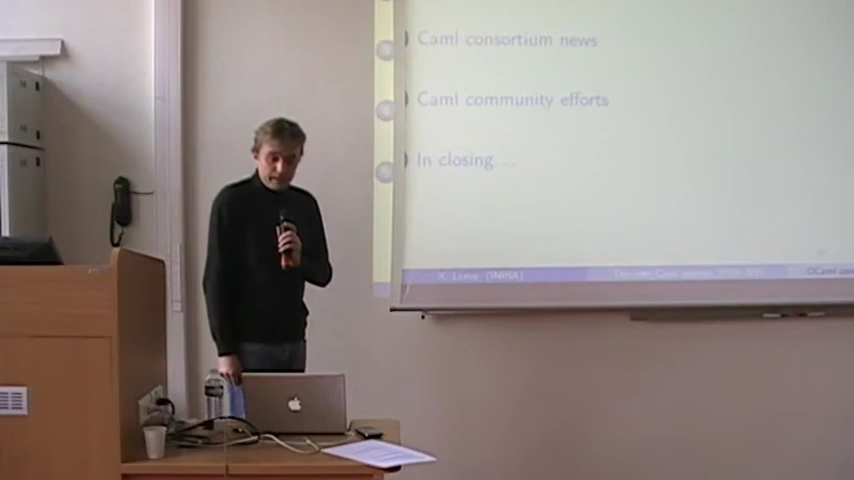 Caml consortium news
Caml community efforts
In closing...
X. Leroy (INRIA)